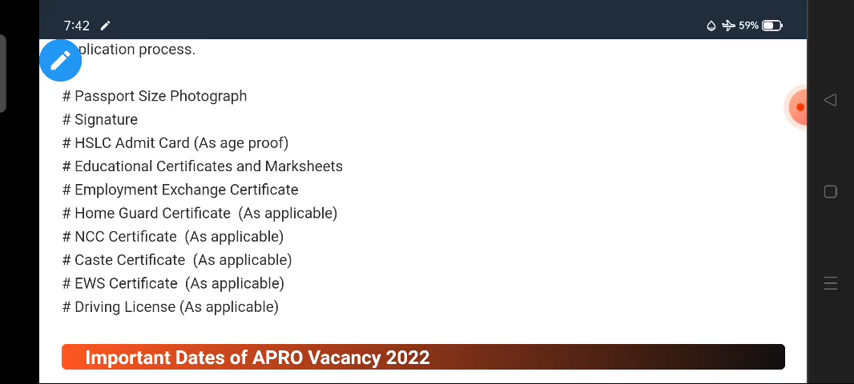 7:42
59%
plication process.
# Passport Size Photograph
# Signature
# HSLC Admit Card (As age proof)
# Educational Certificates and Marksheets
# Employment Exchange Certificate
# Home Guard Certificate (As applicable)
# NCC Certificate (As applicable)
# Caste Certificate (As applicable)
# EWS Certificate (As applicable)
# Driving License (As applicable)
Important Dates of APRO Vacancy 2022